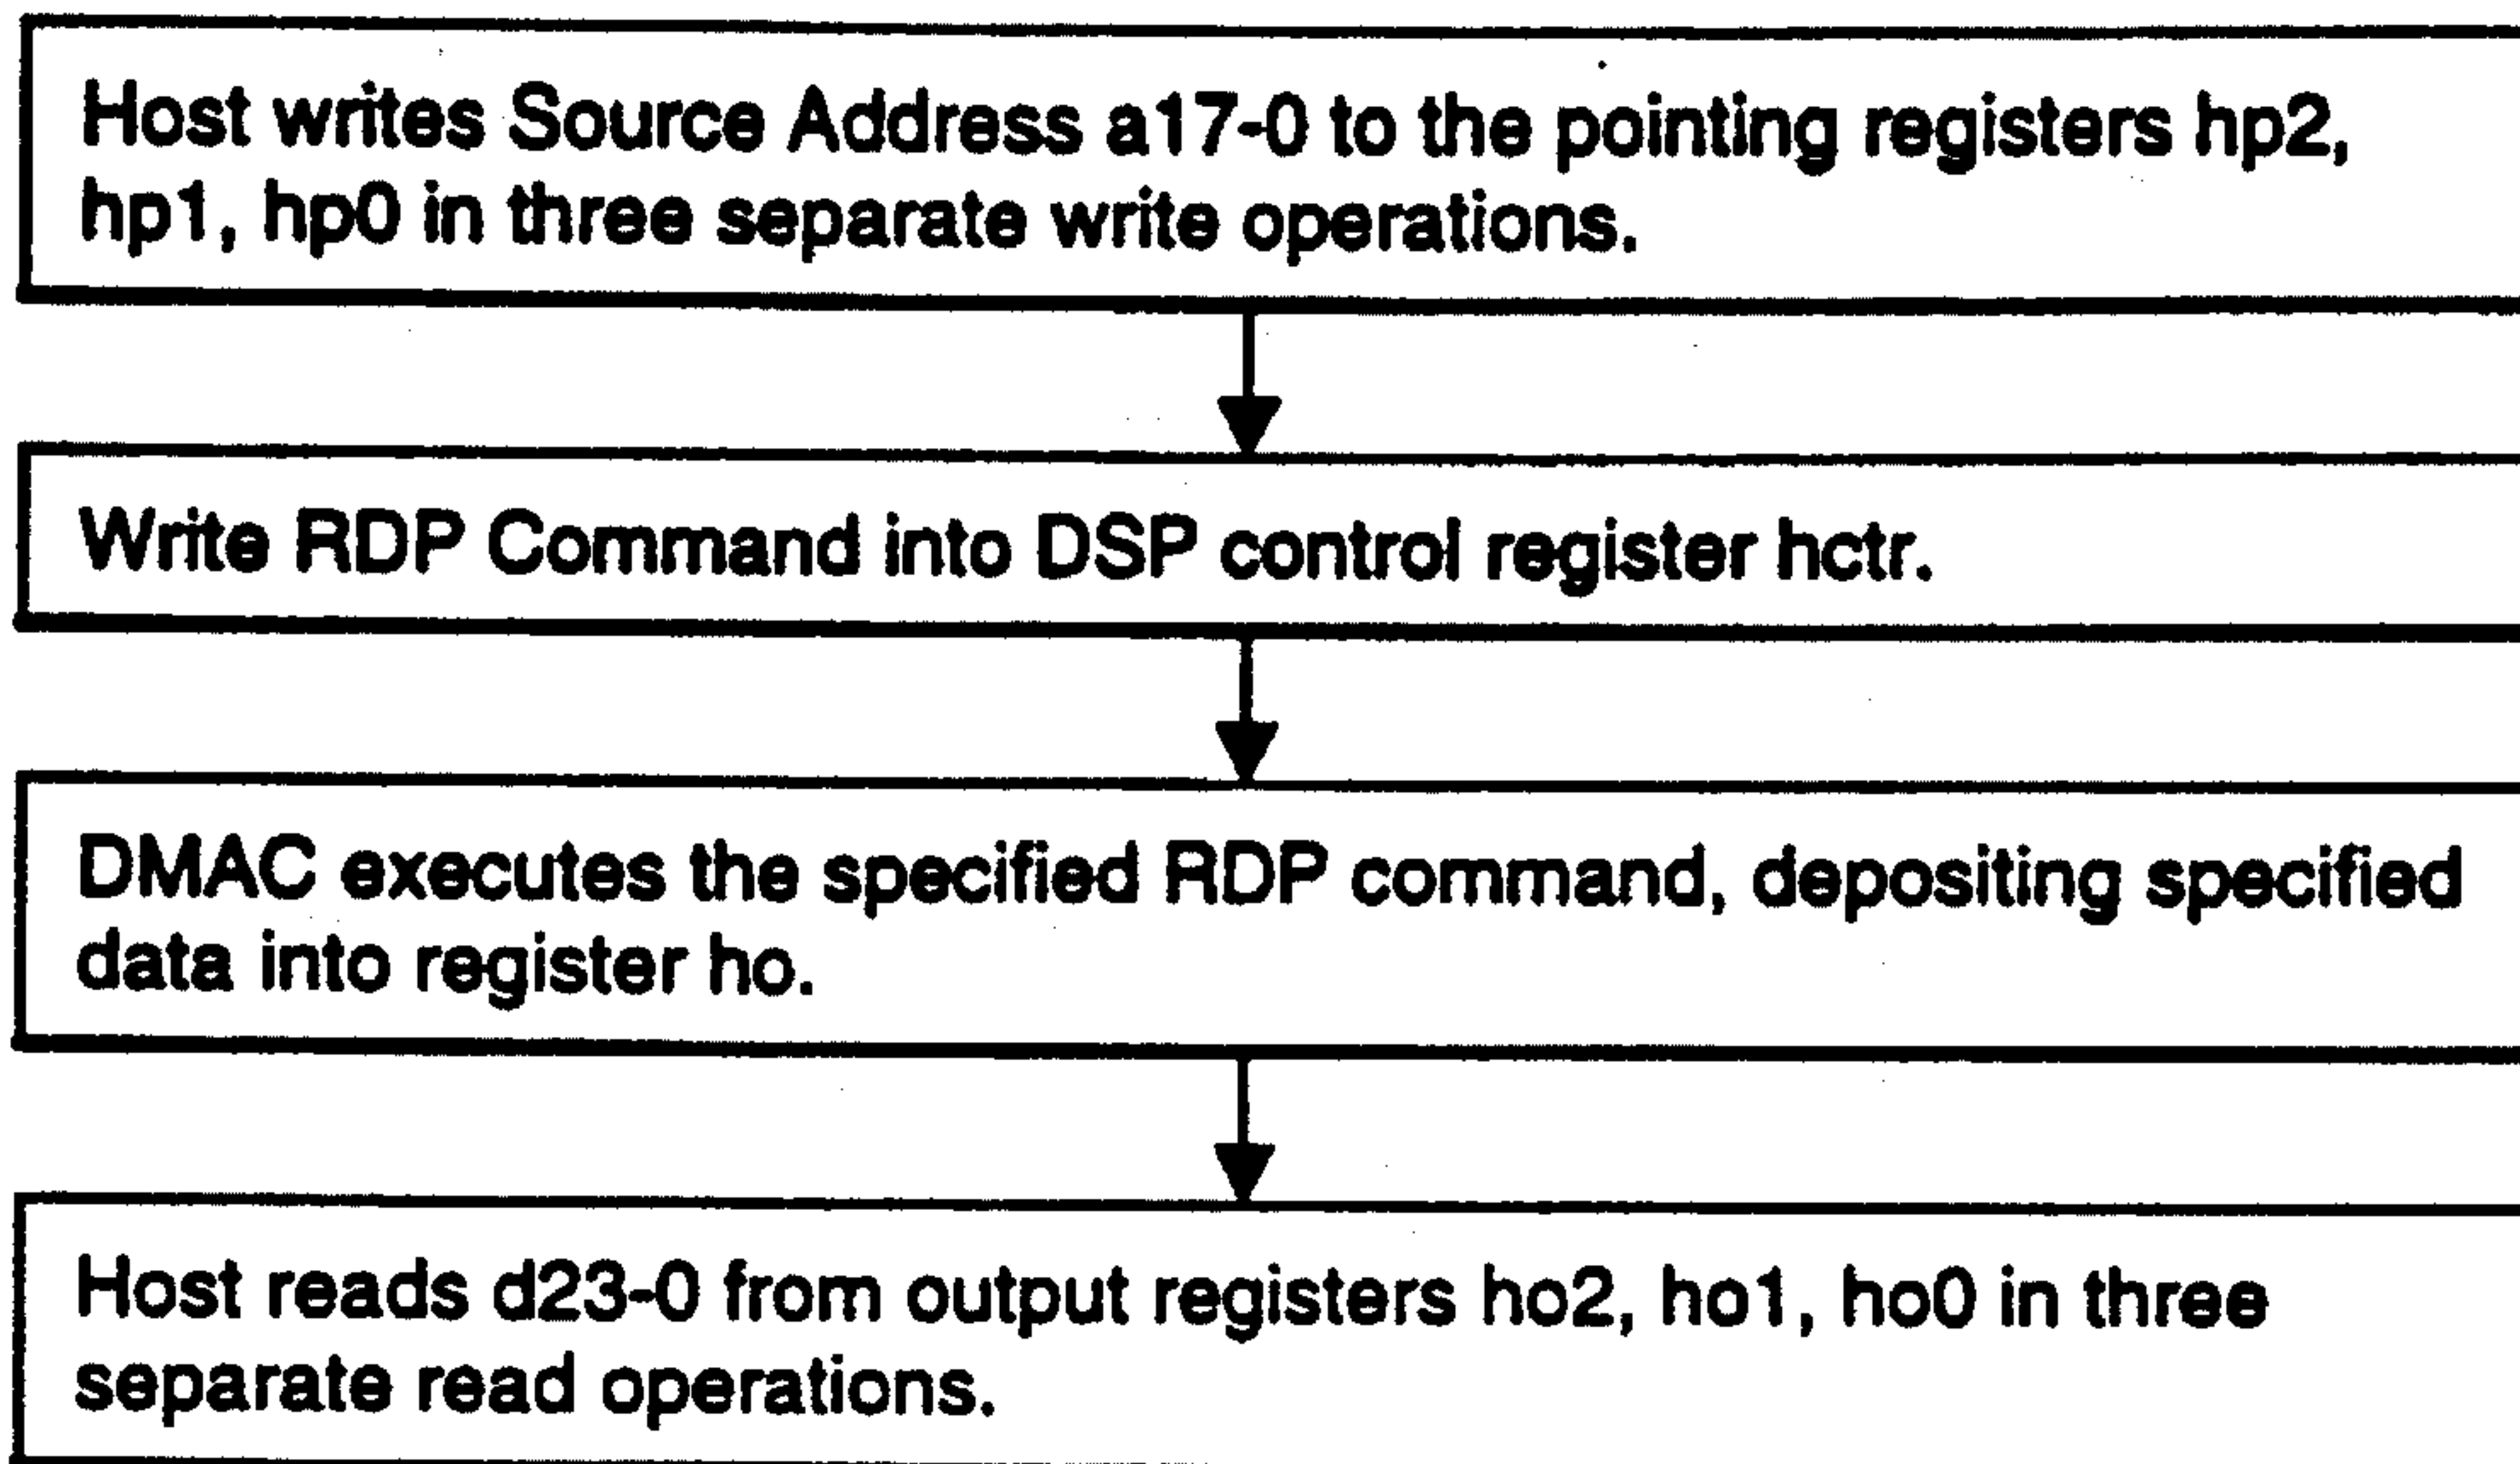 Host writes Source Address a17-0 to the pointing registers hp2,
hp1, hp0 in three separate write operations.
Write RDP Command into DSP control register hctr.
DMAC executes the specified RDP command, depositing specified
data into register ho.
Host reads d23-0 from output registers ho2, ho1, ho0 in three
separate read operations.